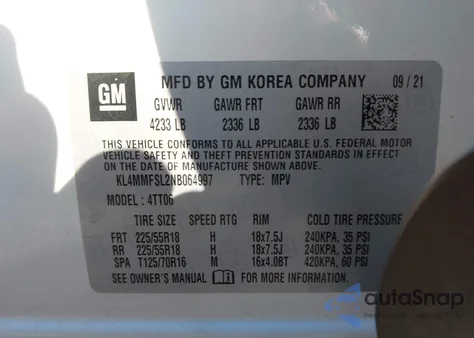 GM MFD BY GM KOREA COMPANY 09 / 21
GVWR GAWR FRT GAWR RR
4233 LB 2336 LB 2336 LB
THIS VEHICLE CONFORMS TO ALL APPLICABLE U.S. FEDERAL MOTOR
VEHICLE SAFETY AND THEFT PREVENTION STANDARDS IN EFFECT
ON THE DATE OF MANUFACTURE SHOWN ABOVE.
KL4MMFSL2NB064997 TYPE: MPV
MODEL : 4TT06
TIRE SIZE SPEED RTG RIM COLD TIRE PRESSURE
FRT 225/55R18 H 18x7.5J 240KPA, 35 PSI
RR 225/55R18 H 18x7.5J 240KPA, 35 PSI
SPA T125/70R16 M 16x4.0BT 420KPA, 60 PSI
SEE OWNER'S MANUAL FOR MORE INFORMATION
autoSnap